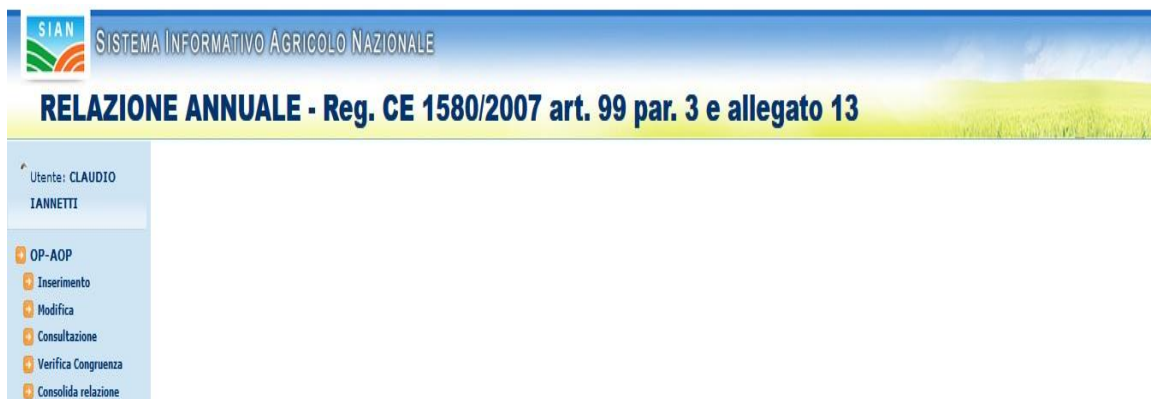 SIAN
SISTEMA INFORMATIVO AGRICOLO NAZIONALE
RELAZIONE ANNUALE - Reg. CE 1580/2007 art. 99 par. 3 e allegato 13
Utente: CLAUDIO
IANNETTI
OP-AOP
Inserimento
Modifica
Consultazione
Verifica Congruenza
Consolida relazione